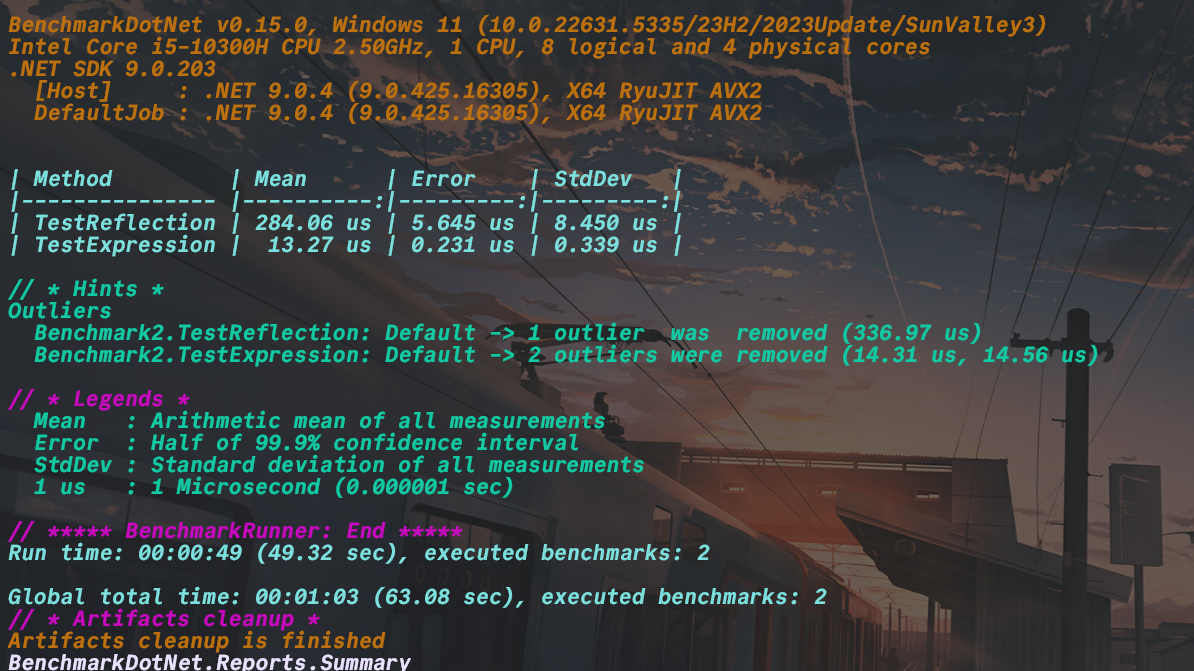 BenchmarkDotNet v0.15.0, Windows 11 (10.0.22631.5335/23H2/2023Update/SunValley3)
Intel Core i5-10300H CPU 2.50GHz, 1 CPU, 8 logical and 4 physical cores
.NET SDK 9.0.203
  [Host]     : .NET 9.0.4 (9.0.425.16305), X64 RyuJIT AVX2
  DefaultJob : .NET 9.0.4 (9.0.425.16305), X64 RyuJIT AVX2
| Method         | Mean      | Error    | StdDev   |
|--------------- |----------:|---------:|---------:|
| TestReflection | 284.06 us | 5.645 us | 8.450 us |
| TestExpression |  13.27 us | 0.231 us | 0.339 us |
// * Hints *
Outliers
  Benchmark2.TestReflection: Default -> 1 outlier  was  removed (336.97 us)
  Benchmark2.TestExpression: Default -> 2 outliers were removed (14.31 us, 14.56 us)
// * Legends *
  Mean   : Arithmetic mean of all measurements
  Error  : Half of 99.9% confidence interval
  StdDev : Standard deviation of all measurements
  1 us   : 1 Microsecond (0.000001 sec)
// ***** BenchmarkRunner: End *****
Run time: 00:00:49 (49.32 sec), executed benchmarks: 2
Global total time: 00:01:03 (63.08 sec), executed benchmarks: 2
// * Artifacts cleanup *
Artifacts cleanup is finished
BenchmarkDotNet.Reports.Summary